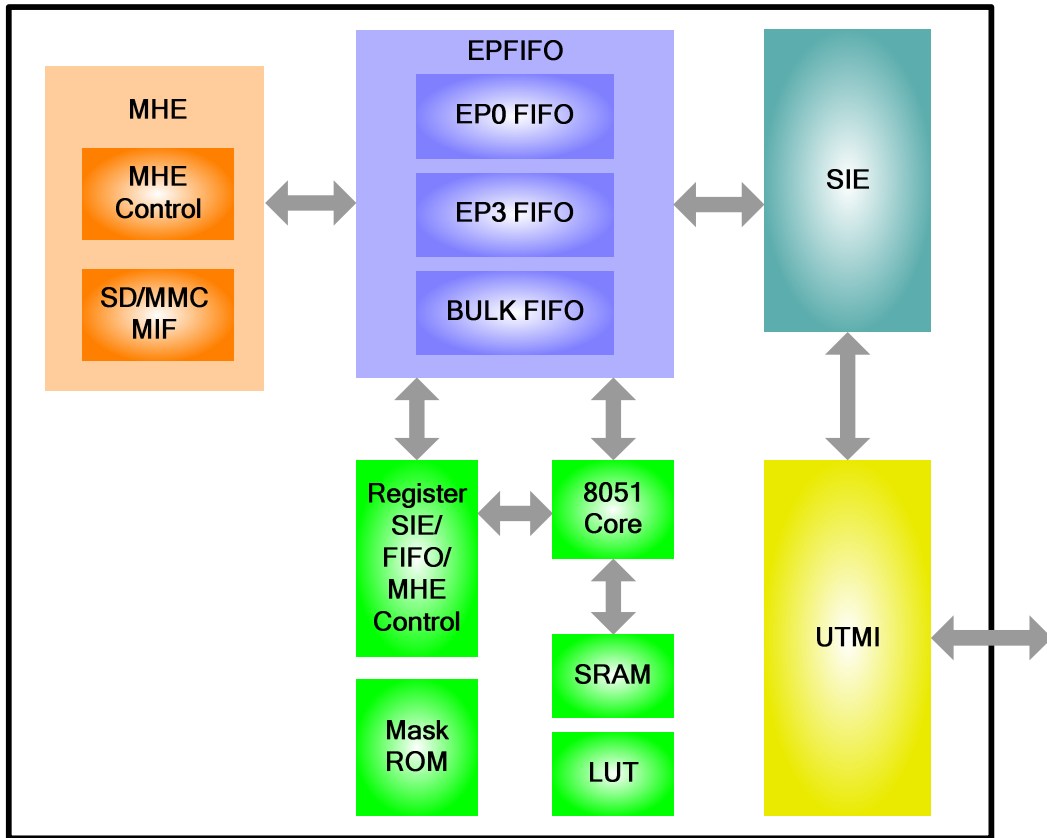 MHE
MHE
Control
SD/MMC
MIF
EPFIFO
EP0 FIFO
EP3 FIFO
BULK FIFO
SIE
Register
SIE/
FIFO/
MHE
Control
8051
Core
SRAM
Mask
ROM
LUT
UTMI